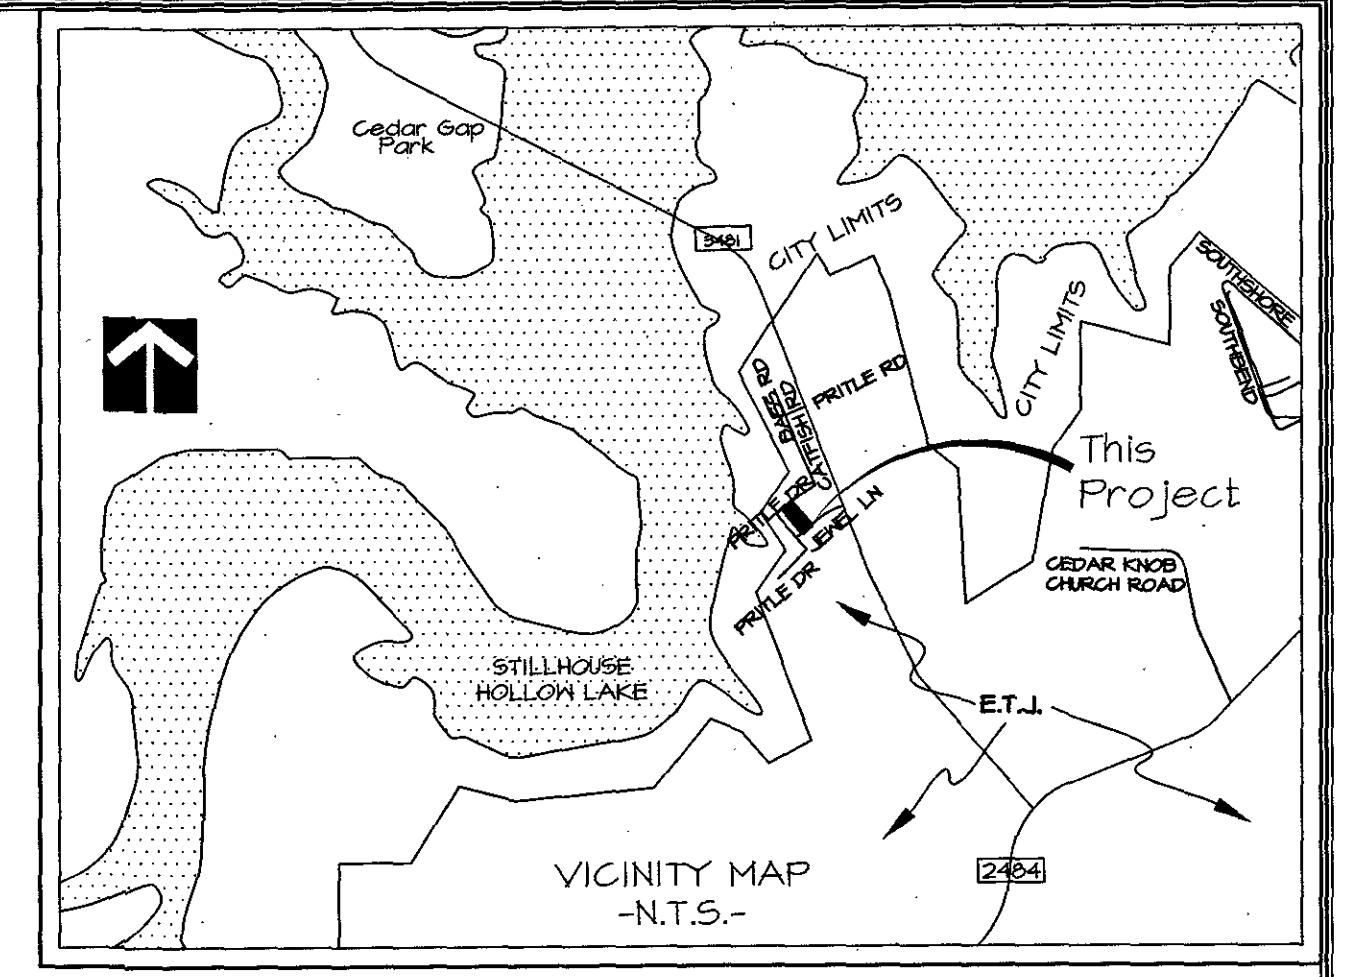 Cedar Gap
Park
3481
CITY LIMITS
SOUTHSHORE
SOUTHBEND
CITY LIMITS
BASS RD
CATFISH RD
PRITLE RD
This
Project
PRITLE DR
JEWEL LN
PRITLE DR
CEDAR KNOB
CHURCH ROAD
STILLHOUSE
HOLLOW LAKE
E.T.J.
VICINITY MAP
-N.T.S.-
2484